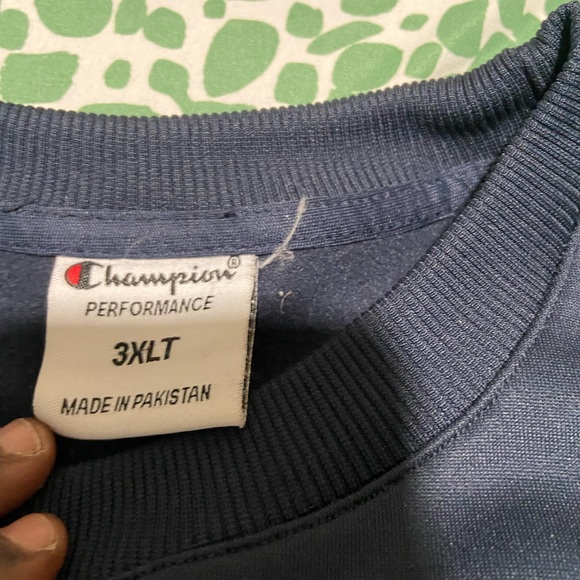 Champion®
PERFORMANCE
3XLT
MADE IN PAKISTAN